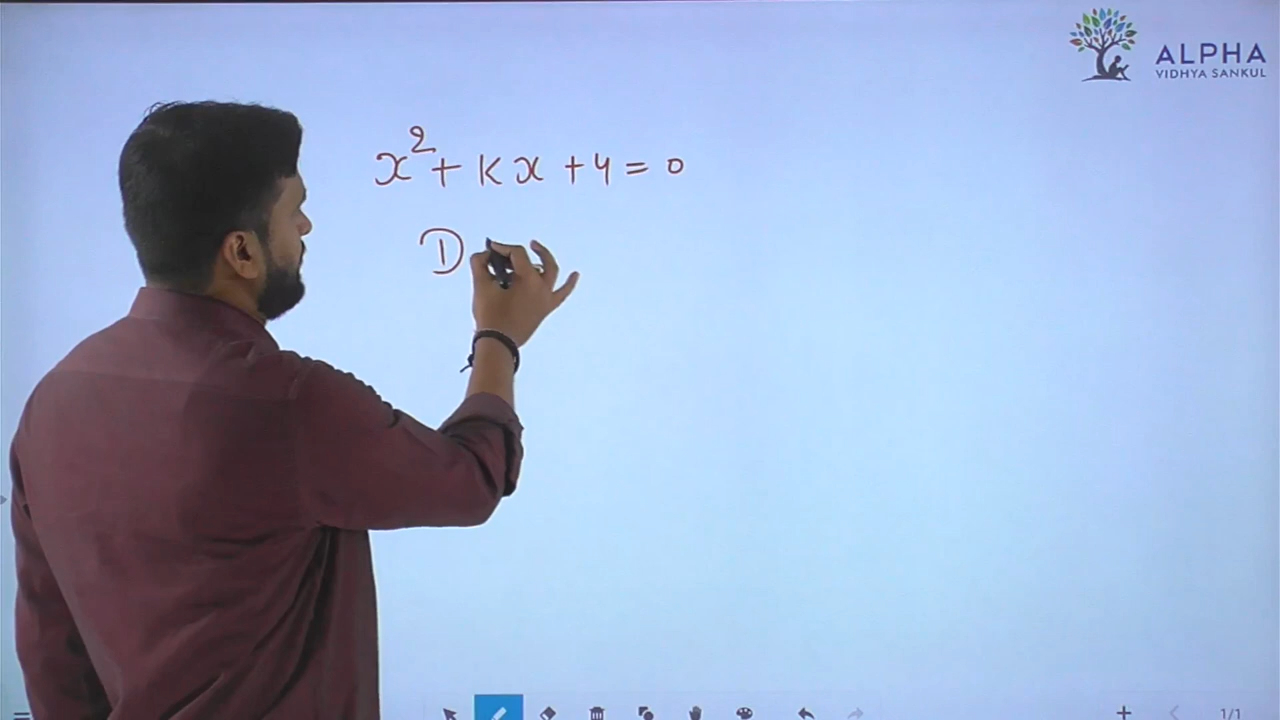 ALPHA
VIDHYA SANKUL
x² + kx + 4 = 0
D
1/1